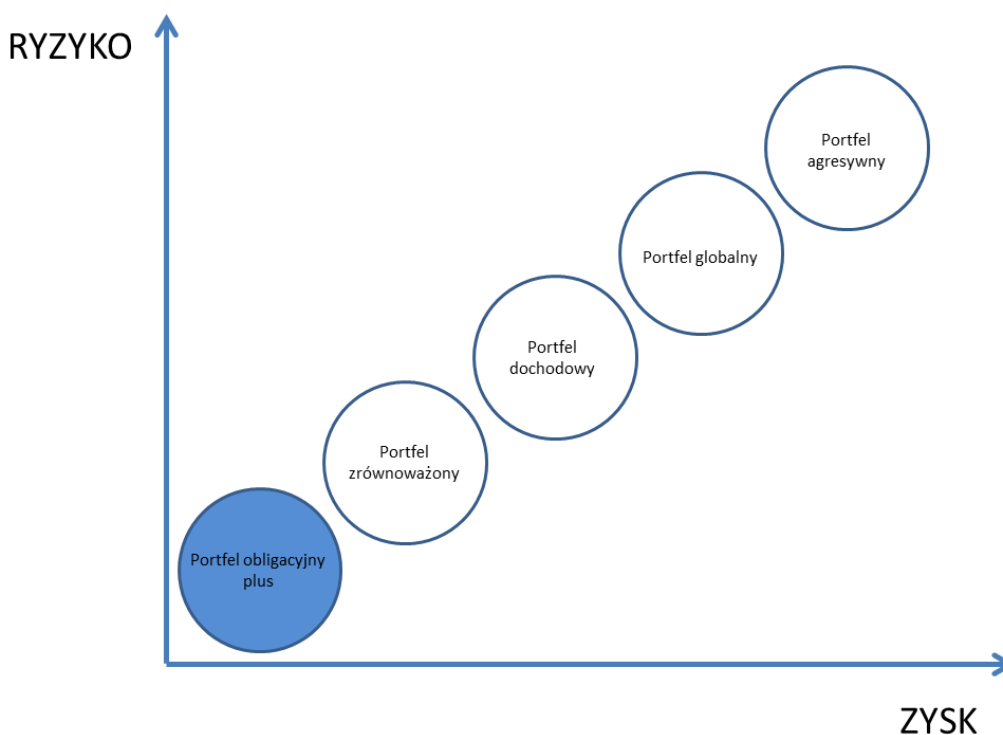 RYZYKO
Portfel
agresywny
Portfel globalny
Portfel
dochodowy
Portfel
zrównoważony
Portfel obligacyjny
plus
ZYSK